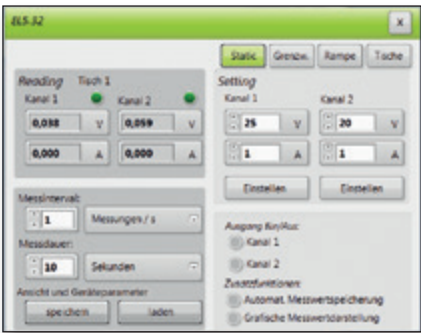 ELS-32
x
Static Grenzw. Rampe Tische
Reading Tisch 1
Kanal 1 Kanal 2
0,038 V 0,059 V
0,000 A 0,000 A
Setting
Kanal 1 Kanal 2
25 V 20 V
1 A 1 A
Einstellen Einstellen
Messinterval:
1 Messungen / s
Messdauer:
10 Sekunden
Ansicht und Geräteparameter
speichern laden
Ausgang Ein/Aus:
Kanal 1
Kanal 2
Zusatzfunktionen:
Automat. Messwertspeicherung
Grafische Messwertdarstellung